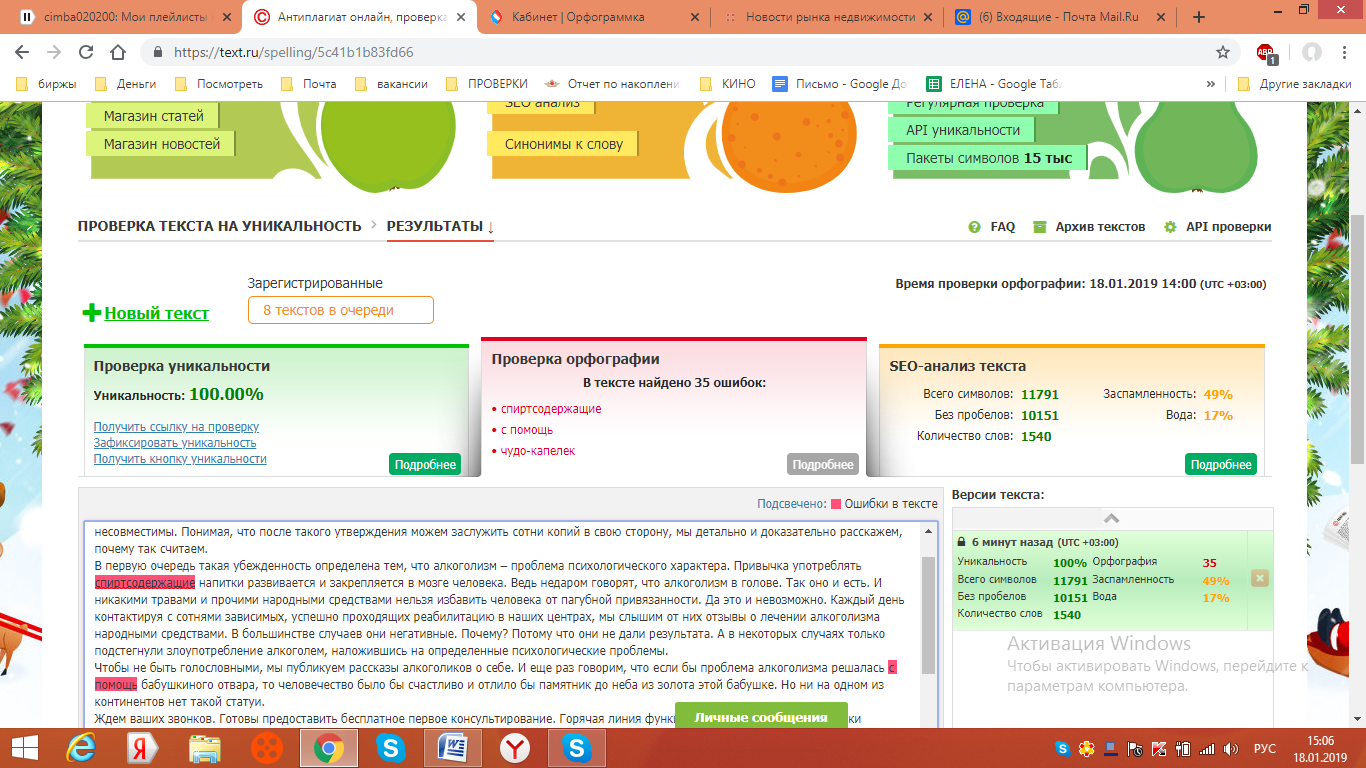 cimba020200: Мои плейлисты
Антиплагиат онлайн, проверка
Кабинет | Орфограммка
Новости рынка недвижимости
(6) Входящие - Почта Mail.Ru
https://text.ru/spelling/5c41b1b83fd66
ABP
1
биржы
Деньги
Посмотреть
Почта
вакансии
ПРОВЕРКИ
Отчет по накоплени
КИНО
Письмо - Google До
ЕЛЕНА - Google Табл
»
Другие закладки
Магазин статей
SEO анализ
Регулярная проверка
Магазин новостей
Синонимы к слову
API уникальности
Пакеты символов 15 тыс
ПРОВЕРКА ТЕКСТА НА УНИКАЛЬНОСТЬ
РЕЗУЛЬТАТЫ ↓
FAQ
Архив текстов
API проверки
Зарегистрированные
Время проверки орфографии: 18.01.2019 14:00 (UTC +03:00)
Новый текст
8 текстов в очереди
Проверка уникальности
Уникальность: 100.00%
Получить ссылку на проверку
Зафиксировать уникальность
Получить кнопку уникальности
Подробнее
Проверка орфографии
В тексте найдено 35 ошибок:
• спиртсодержащие
• с помощь
• чудо-капелек
Подробнее
SEO-анализ текста
Всего символов: 11791 Заспамленность: 49%
Без пробелов: 10151 Вода: 17%
Количество слов: 1540
Подробнее
Подсвечено: Ошибки в тексте
несовместимы. Понимая, что после такого утверждения можем заслужить сотни копий в свою сторону, мы детально и доказательно расскажем,
почему так считаем.
В первую очередь такая убежденность определена тем, что алкоголизм – проблема психологического характера. Привычка употреблять
спиртсодержащие напитки развивается и закрепляется в мозге человека. Ведь недаром говорят, что алкоголизм в голове. Так оно и есть. И
никакими травами и прочими народными средствами нельзя избавить человека от пагубной привязанности. Да это и невозможно. Каждый день
контактируя с сотнями зависимых, успешно проходящих реабилитацию в наших центрах, мы слышим от них отзывы о лечении алкоголизма
народными средствами. В большинстве случаев они негативные. Почему? Потому что они не дали результата. А в некоторых случаях только
подстегнули злоупотребление алкоголем, наложившись на определенные психологические проблемы.
Чтобы не быть голословными, мы публикуем рассказы алкоголиков о себе. И еще раз говорим, что если бы проблема алкоголизма решалась с
помощь бабушкиного отвара, то человечество было бы счастливо и отлило бы памятник до неба из золота этой бабушке. Но ни на одном из
континентов нет такой статуи.
Ждем ваших звонков. Готовы предоставить бесплатное первое консультирование. Горячая линия
Личные сообщения
Версии текста:
6 минут назад (UTC +03:00)
Уникальность 100% Орфография 35
Всего символов 11791 Заспамленность 49%
Без пробелов 10151 Вода 17%
Количество слов 1540
Активация Windows
Чтобы активировать Windows, перейдите к
параметрам компьютера.
РУС
15:06
18.01.2019